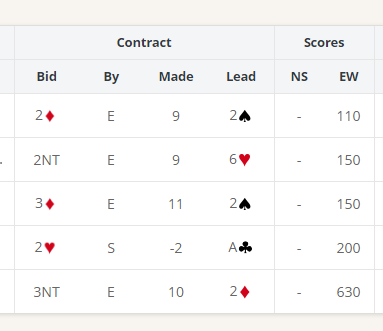 Contract Scores
Bid By Made Lead NS EW
2♦ E 9 2♠ - 110
2NT E 9 6♥ - 150
3♦ E 11 2♠ - 150
2♥ S -2 A♣ - 200
3NT E 10 2♦ - 630